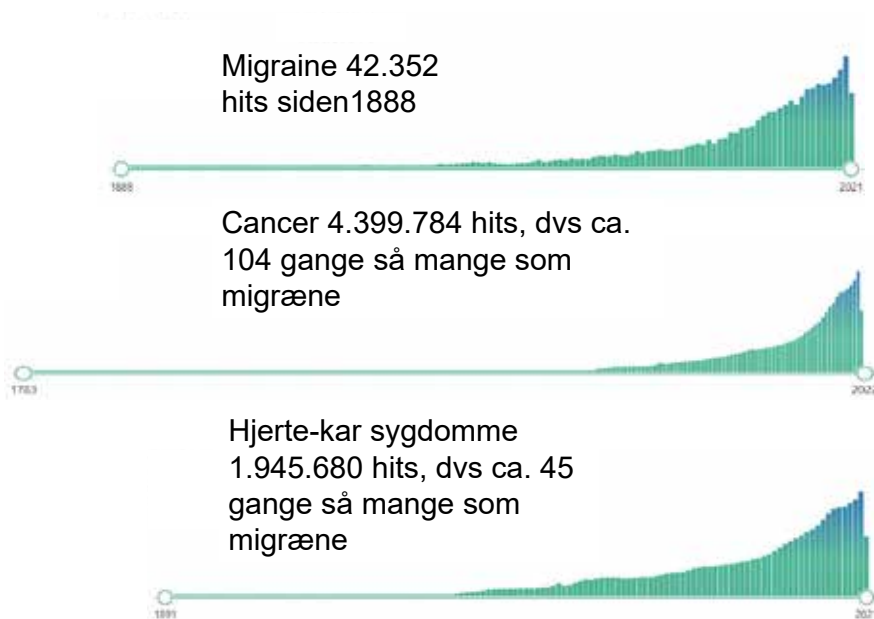 Migraine 42.352
hits siden1888
1888
2021
Cancer 4.399.784 hits, dvs ca.
104 gange så mange som
migræne
1783
2022
Hjerte-kar sygdomme
1.945.680 hits, dvs ca. 45
gange så mange som
migræne